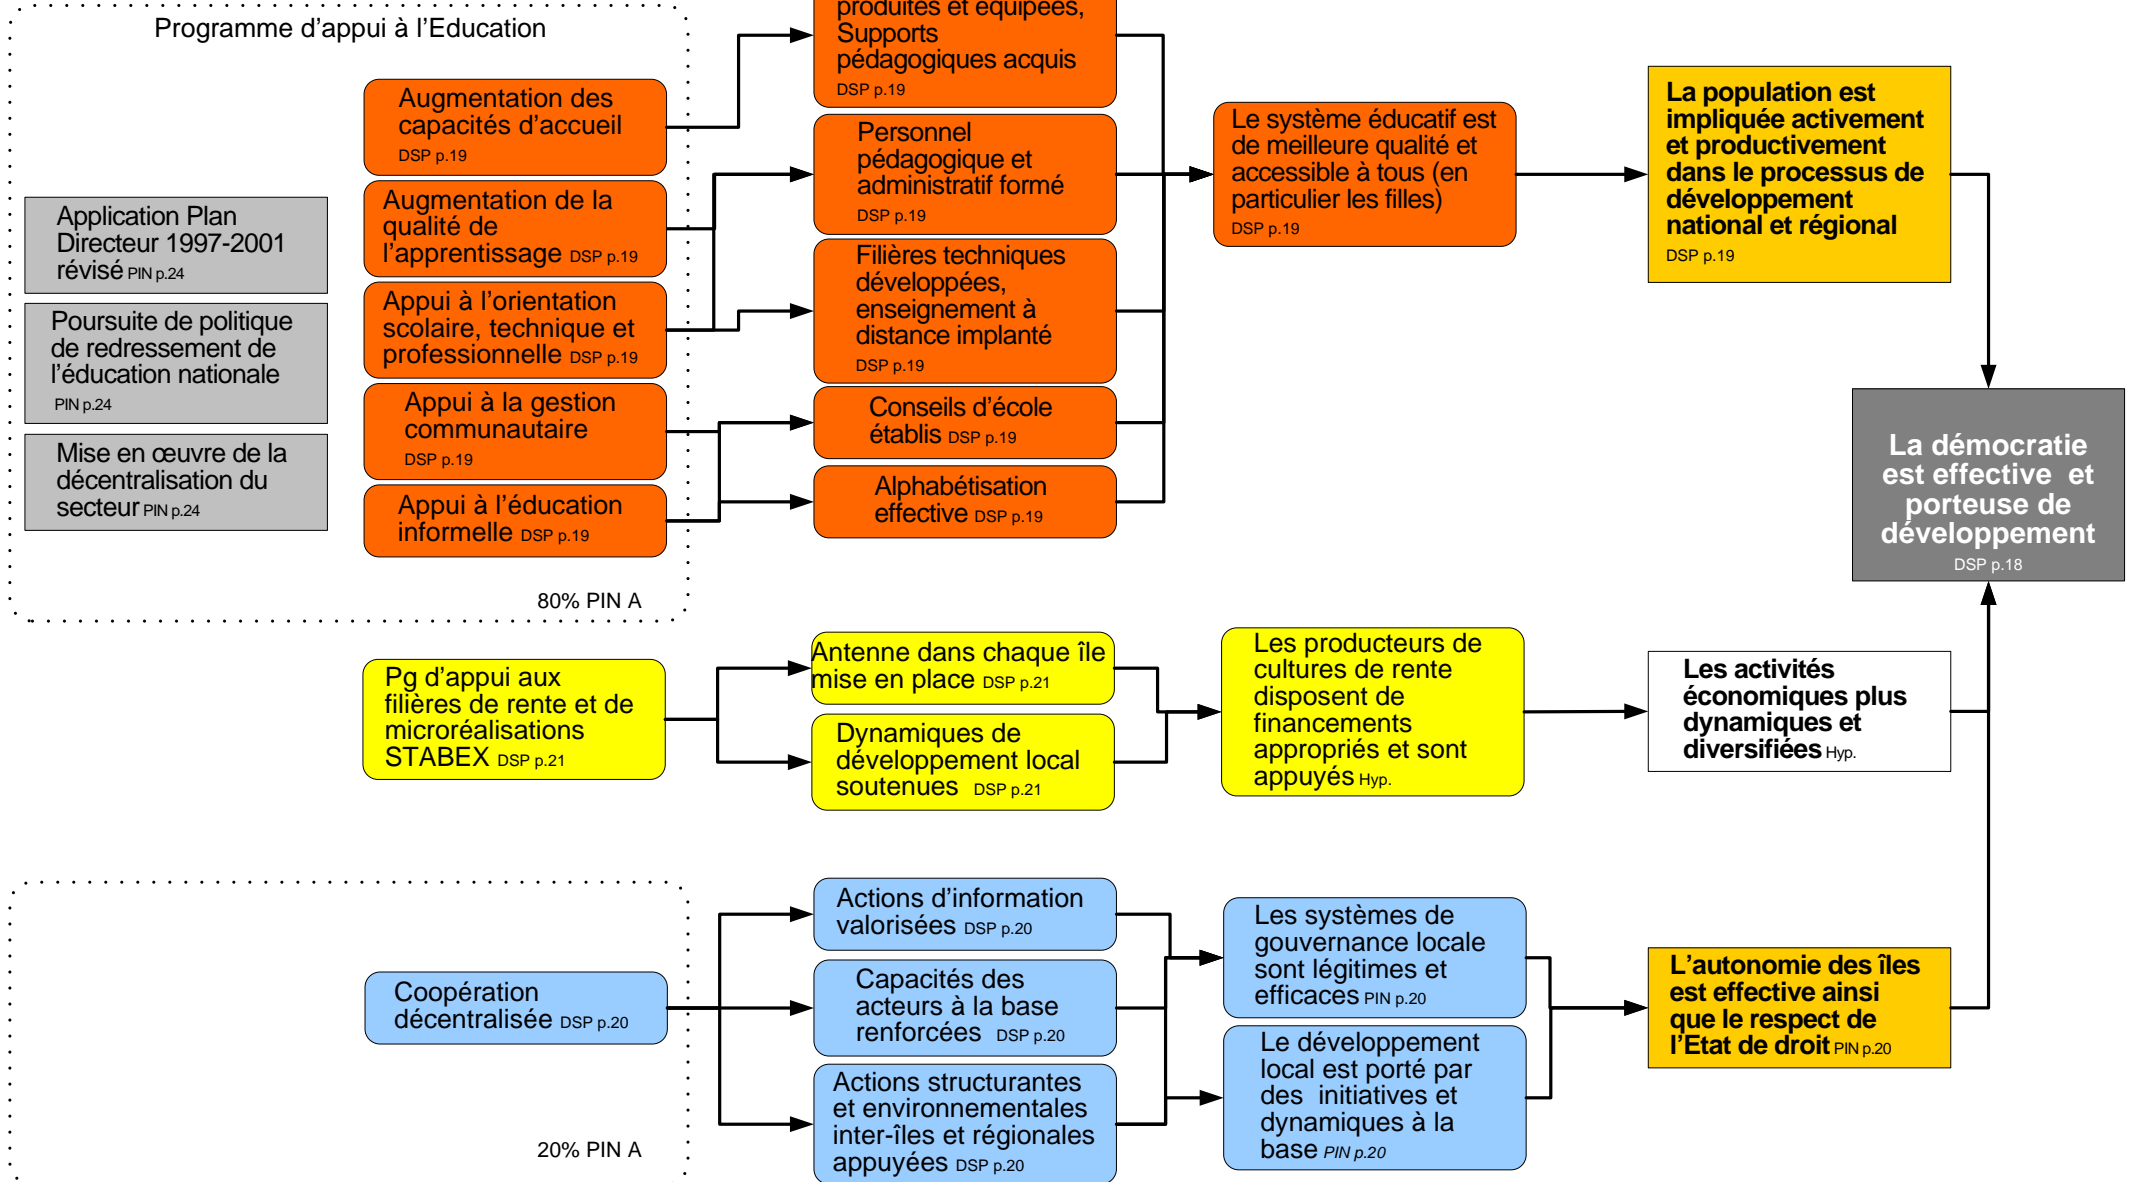 Programme d'appui à l'Education
Application Plan
Directeur 1997-2001
révisé PIN p.24
Poursuite de politique
de redressement de
l'éducation nationale
PIN p.24
Mise en œuvre de la
décentralisation du
secteur PIN p.24
Augmentation des
capacités d'accueil
DSP p.19
Augmentation de la
qualité de
l'apprentissage DSP p.19
Appui à l'orientation
scolaire, technique et
professionnelle DSP p.19
Appui à la gestion
communautaire
DSP p.19
Appui à l'éducation
informelle DSP p.19
80% PIN A
produites et équipées,
Supports
pédagogiques acquis
DSP p.19
Personnel
pédagogique et
administratif formé
DSP p.19
Filières techniques
développées,
enseignement à
distance implanté
DSP p.19
Conseils d'école
établis DSP p.19
Alphabétisation
effective DSP p.19
Le système éducatif est
de meilleure qualité et
accessible à tous (en
particulier les filles)
DSP p.19
La population est
impliquée activement
et productivement
dans le processus de
développement
national et régional
DSP p.19
La démocratie
est effective et
porteuse de
développement
DSP p.18
Pg d'appui aux
filières de rente et de
microréalisations
STABEX DSP p.21
Antenne dans chaque île
mise en place DSP p.21
Dynamiques de
développement local
soutenues DSP p.21
Les producteurs de
cultures de rente
disposent de
financements
appropriés et sont
appuyés Hyp.
Les activités
économiques plus
dynamiques et
diversifiées Hyp.
Coopération
décentralisée DSP p.20
20% PIN A
Actions d'information
valorisées DSP p.20
Capacités des
acteurs à la base
renforcées DSP p.20
Actions structurantes
et environnementales
inter-îles et régionales
appuyées DSP p.20
Les systèmes de
gouvernance locale
sont légitimes et
efficaces PIN p.20
Le développement
local est porté par
des initiatives et
dynamiques à la
base PIN p.20
L'autonomie des îles
est effective ainsi
que le respect de
l'Etat de droit PIN p.20